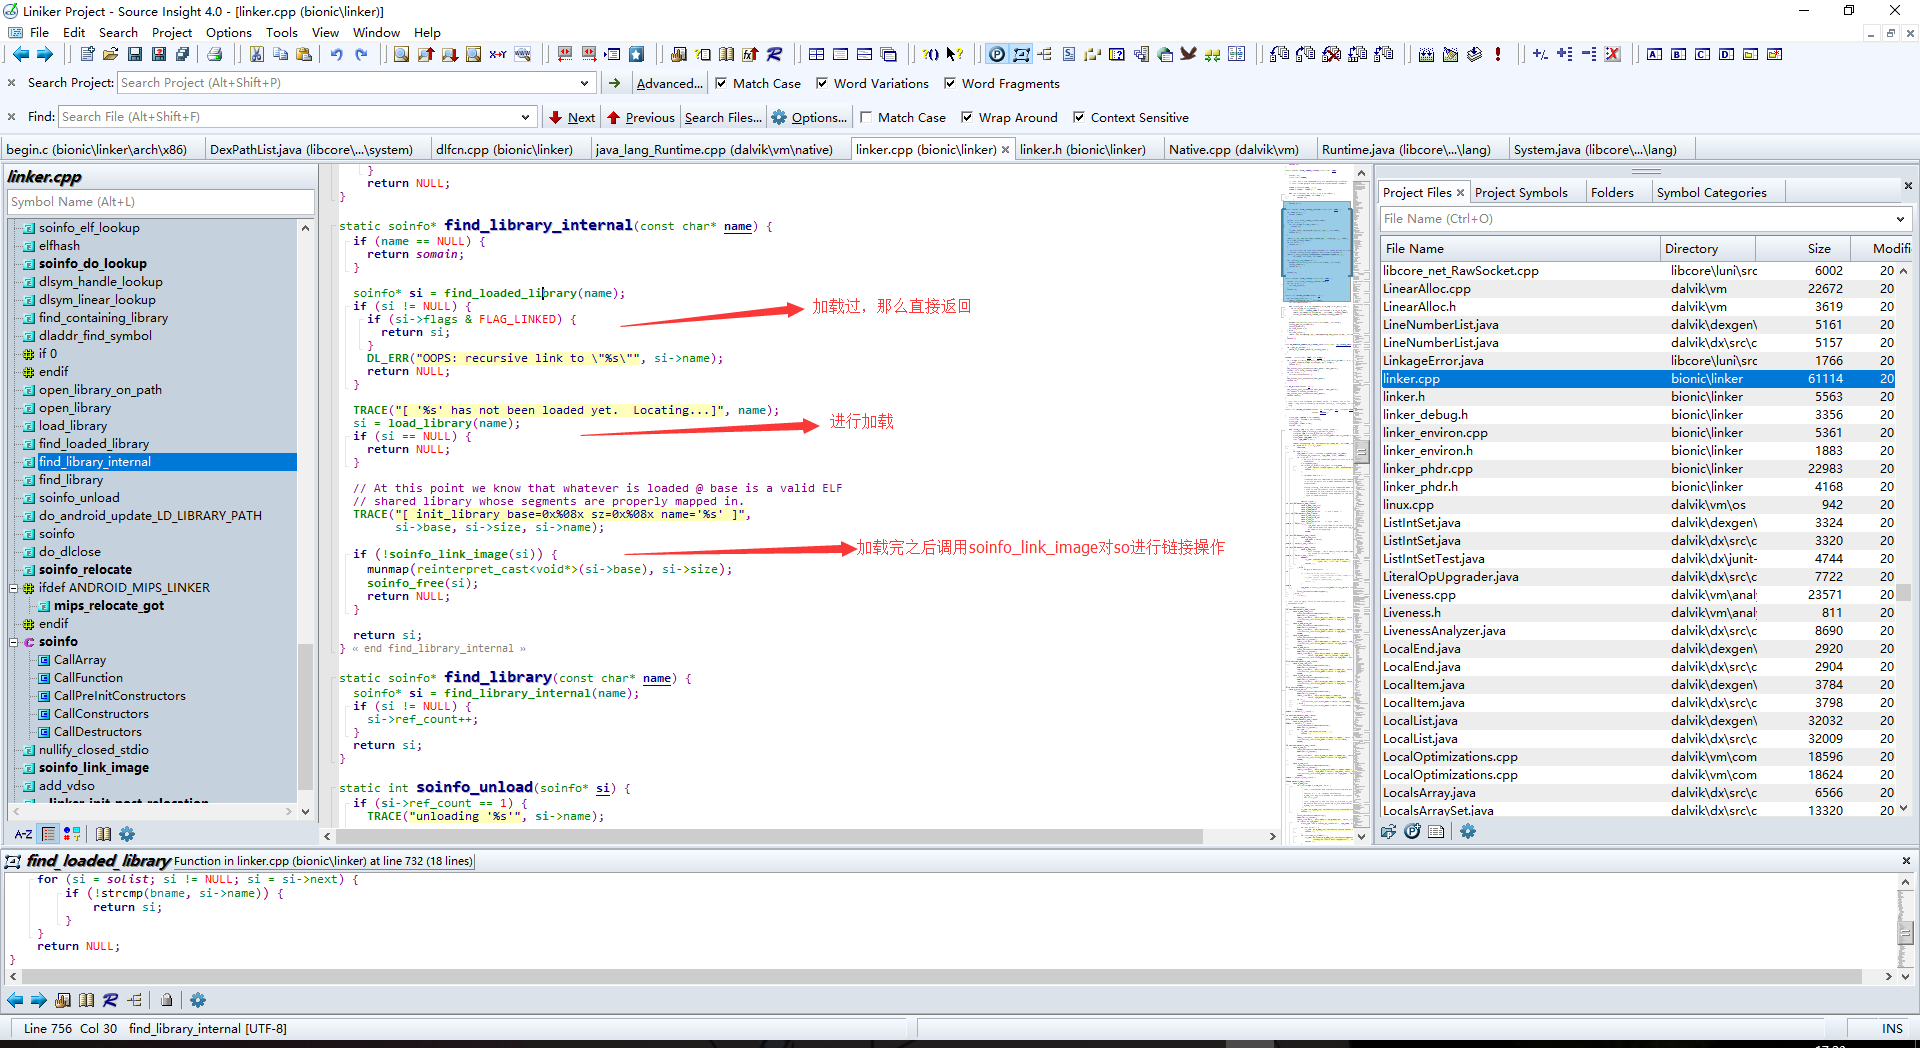 Liniker Project - Source Insight 4.0 - [linker.cpp (bionic\linker)]
File Edit Search Project Options Tools View Window Help
Search Project: Search Project (Alt+Shift+P) Advanced... Match Case Word Variations Word Fragments
Find: Search File (Alt+Shift+F) Next Previous Search Files... Options... Match Case Wrap Around Context Sensitive
begin.c (bionic\linker\arch\x86) DexPathList.java (libcore\...\system) dlfcn.cpp (bionic\linker) java_lang_Runtime.cpp (dalvik\vm\native) linker.cpp (bionic\linker) linker.h (bionic\linker) Native.cpp (dalvik\vm) Runtime.java (libcore\...\lang) System.java (libcore\...\lang)
linker.cpp
Symbol Name (Alt+L)
soinfo_elf_lookup
elfhash
soinfo_do_lookup
dlsym_handle_lookup
dlsym_linear_lookup
find_containing_library
dladdr_find_symbol
if 0
endif
open_library_on_path
open_library
load_library
find_loaded_library
find_library_internal
find_library
soinfo_unload
do_android_update_LD_LIBRARY_PATH
soinfo
do_dlclose
soinfo_relocate
ifdef ANDROID_MIPS_LINKER
mips_relocate_got
endif
soinfo
CallArray
CallFunction
CallPreInitConstructors
CallConstructors
CallDestructors
nullify_closed_stdio
soinfo_link_image
add_vdso
A-Z
}
return NULL;
}
static soinfo* find_library_internal(const char* name) {
if (name == NULL) {
return somain;
}
soinfo* si = find_loaded_library(name);
if (si != NULL) {
if (si->flags & FLAG_LINKED) {
return si;
}
DL_ERR("OOPS: recursive link to \"%s\"", si->name);
return NULL;
}
TRACE("[ '%s' has not been loaded yet.  Locating...]", name);
si = load_library(name);
if (si == NULL) {
return NULL;
}
// At this point we know that whatever is loaded @ base is a valid ELF
// shared library whose segments are properly mapped in.
TRACE("[ init_library base=0x%08x sz=0x%08x name='%s' ]",
si->base, si->size, si->name);
if (!soinfo_link_image(si)) {
munmap(reinterpret_cast<void*>(si->base), si->size);
soinfo_free(si);
return NULL;
}
return si;
} « end find_library_internal »
static soinfo* find_library(const char* name) {
soinfo* si = find_library_internal(name);
if (si != NULL) {
si->ref_count++;
}
return si;
}
static int soinfo_unload(soinfo* si) {
if (si->ref_count == 1) {
TRACE("unloading '%s'", si->name);
加载过，那么直接返回
进行加载
加载完之后调用soinfo_link_image对so进行链接操作
Project Files Project Symbols Folders Symbol Categories
File Name (Ctrl+O)
File Name Directory Size Modifi
libcore_net_RawSocket.cpp libcore\luni\src 6002 20
LinearAlloc.cpp dalvik\vm 22672 20
LinearAlloc.h dalvik\vm 3619 20
LineNumberList.java dalvik\dexgen\ 5161 20
LineNumberList.java dalvik\dx\src\c 5157 20
LinkageError.java libcore\luni\src 1766 20
linker.cpp bionic\linker 61114 20
linker.h bionic\linker 5563 20
linker_debug.h bionic\linker 3356 20
linker_environ.cpp bionic\linker 5361 20
linker_environ.h bionic\linker 1883 20
linker_phdr.cpp bionic\linker 22983 20
linker_phdr.h bionic\linker 4168 20
linux.cpp dalvik\vm\os 942 20
ListIntSet.java dalvik\dexgen\ 3324 20
ListIntSet.java dalvik\dx\src\c 5340 20
ListIntSetTest.java dalvik\dx\junit- 4744 20
LiteralOpUpgrader.java dalvik\dx\src\c 7722 20
Liveness.cpp dalvik\vm\anal 23571 20
Liveness.h dalvik\vm\anal 811 20
LivenessAnalyzer.java dalvik\dx\src\c 8690 20
LocalEnd.java dalvik\dexgen\ 2920 20
LocalEnd.java dalvik\dx\src\c 2904 20
LocalItem.java dalvik\dexgen\ 3784 20
LocalItem.java dalvik\dx\src\c 3798 20
LocalList.java dalvik\dexgen\ 32032 20
LocalList.java dalvik\dx\src\c 32009 20
LocalOptimizations.cpp dalvik\vm\com 18596 20
LocalOptimizations.cpp dalvik\vm\com 18624 20
LocalsArray.java dalvik\dx\src\c 6566 20
LocalsArraySet.java dalvik\dx\src\c 13320 20
find_loaded_library Function in linker.cpp (bionic\linker) at line 732 (18 lines)
for (si = solist; si != NULL; si = si->next) {
if (!strcmp(bname, si->name)) {
return si;
}
}
return NULL;
}
Line 756 Col 30 find_library_internal [UTF-8] INS